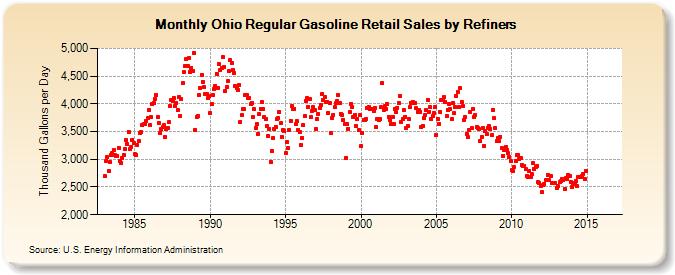 Monthly Ohio Regular Gasoline Retail Sales by Refiners
Thousand Gallons per Day
5,000
4,500
4,000
3,500
3,000
2,500
2,000
1985 1990 1995 2000 2005 2010 2015
Source: U.S. Energy Information Administration